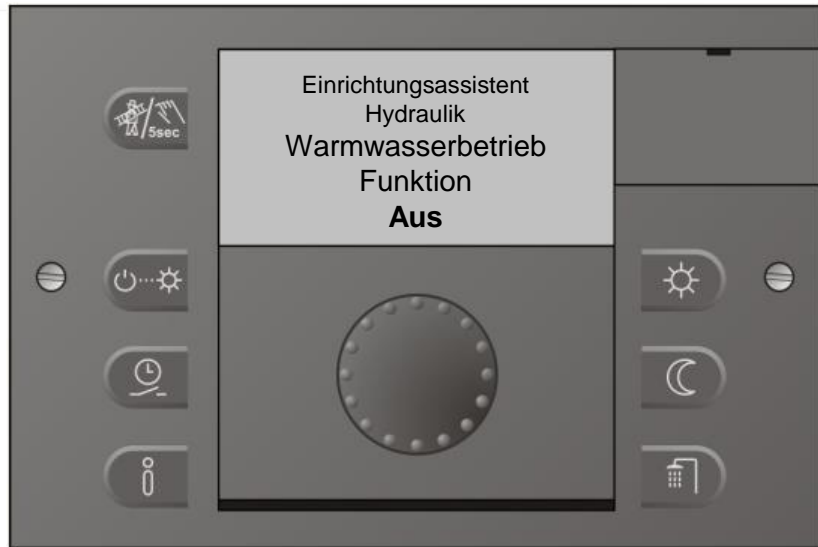 5sec
Einrichtungsassistent
Hydraulik
Warmwasserbetrieb
Funktion
Aus